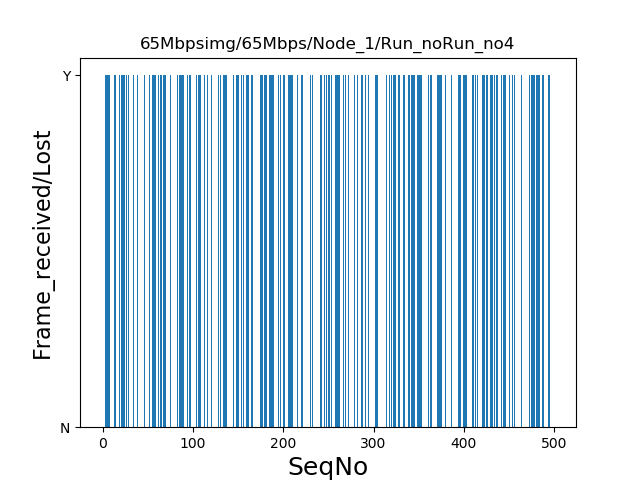 65Mbpsimg/65Mbps/Node_1/Run_noRun_no4
Y
N
Frame_received/Lost
0 100 200 300 400 500
SeqNo